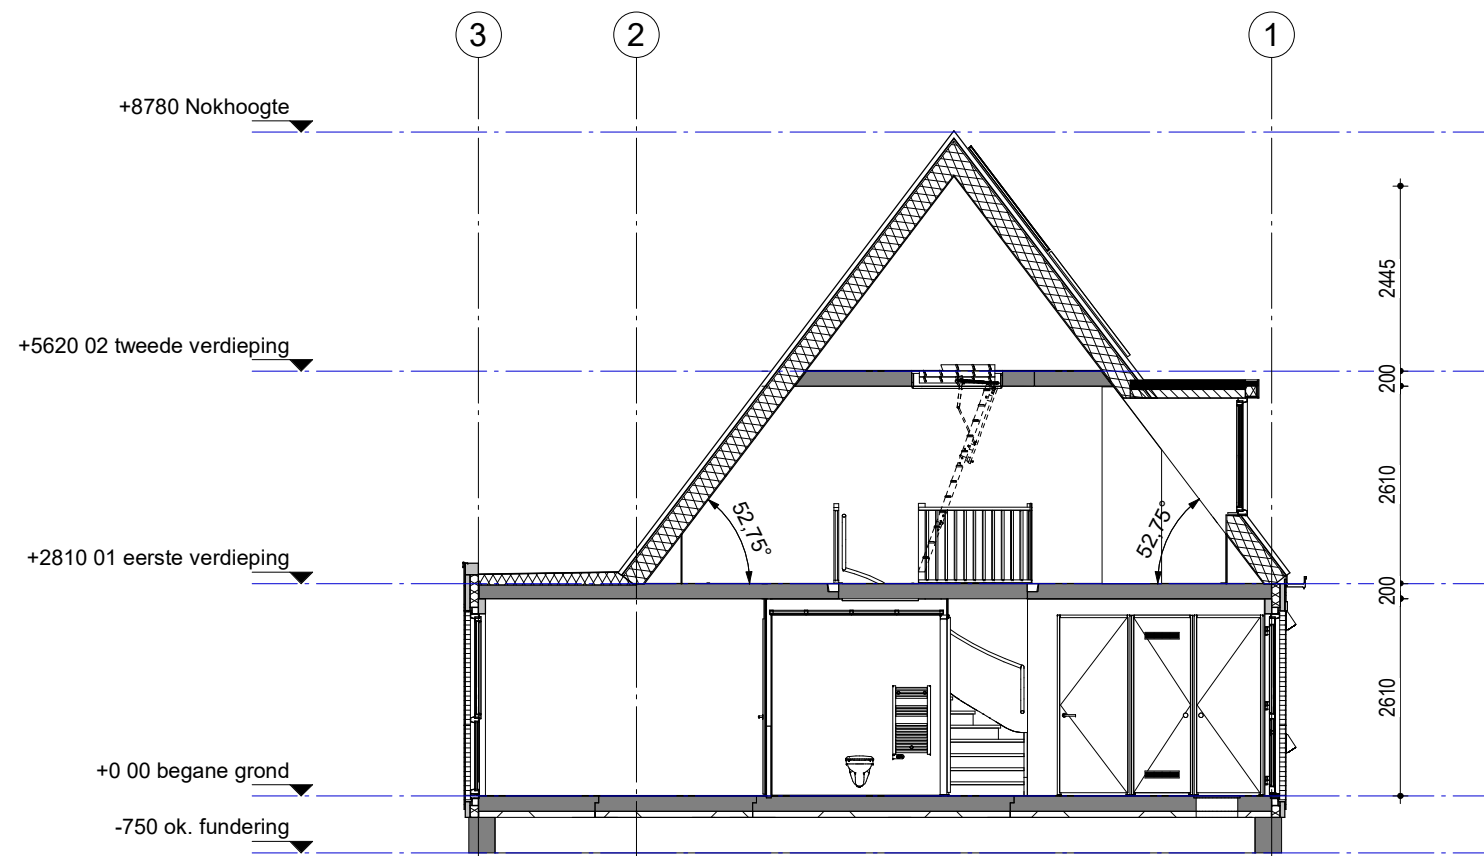 3
2
1
+8780 Nokhoogte
2445
+5620 02 tweede verdieping
200
2610
52,75°
52,75°
+2810 01 eerste verdieping
200
2610
+0 00 begane grond
-750 ok. fundering